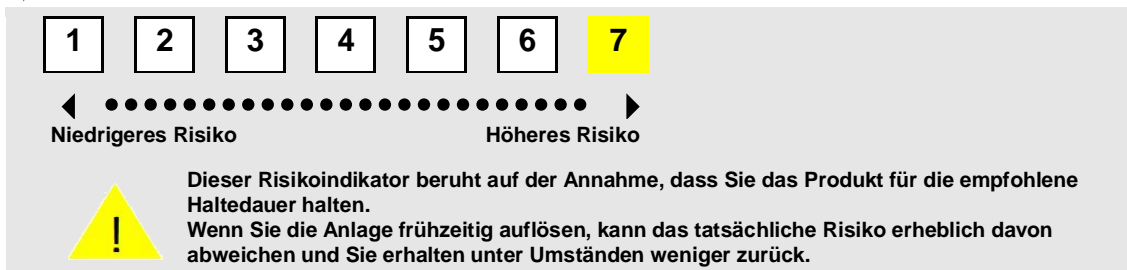 1 2 3 4 5 6 7
Niedrigeres Risiko Höheres Risiko
Dieser Risikoindikator beruht auf der Annahme, dass Sie das Produkt für die empfohlene
Haltedauer halten.
! Wenn Sie die Anlage frühzeitig auflösen, kann das tatsächliche Risiko erheblich davon
abweichen und Sie erhalten unter Umständen weniger zurück.